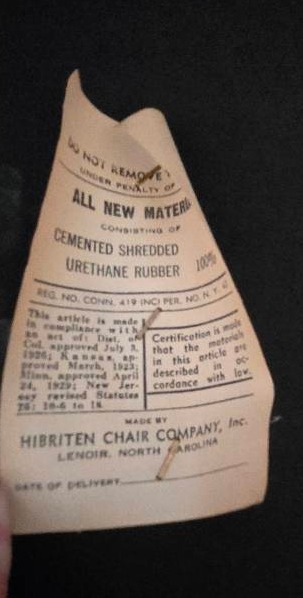 DO NOT REMOVE
UNDER PENALTY OF
ALL NEW MATERI
CONSISTING OF
CEMENTED SHREDDED
URETHANE RUBBER 100%
REG. NO. CONN. 419 (NC) PER. NO. N. Y.
This article is made
in compliance with
an act of: Dist. of
Col. approved July 3,
1926; Kansas, ap-
proved March, 1923;
Minn. approved April
24, 1929; New Jer-
sey revised Statutes
26: 10-6 to 18.
Certification is made
that the materials
in this article are
described in ac-
cordance with law.
MADE BY
HIBRITEN CHAIR COMPANY, Inc.
LENOIR, NORTH CAROLINA
DATE OF DELIVERY